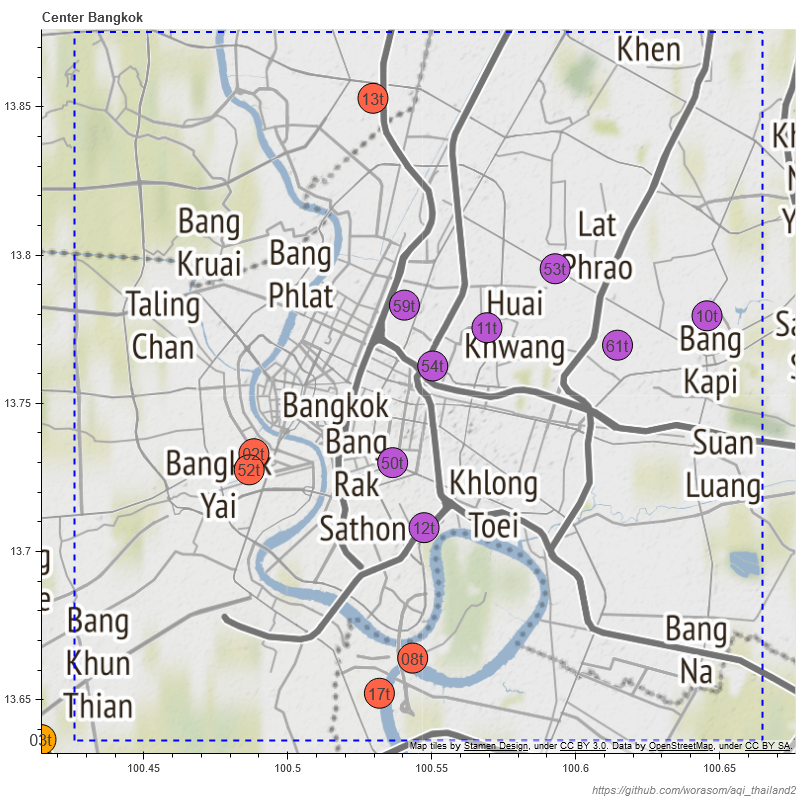 Center Bangkok
Khen
13.85
13t
Kh
N
Y
Lat
Phrao
Bang
Kruai
Bang
Phlat
13.8
53t
Taling
Chan
59t
Huai
Khwang
11t
10t
Bang
Kapi
Sa
S
61t
54t
13.75
Bangkok
Bang
Rak
50t
Suan
Luang
02t
52t
Bangkok
Yai
Khlong
Toei
Sathon
12t
13.7
g
e
Bang
Khun
Thian
Bang
Na
08t
17t
13.65
03t
Map tiles by Stamen Design, under CC BY 3.0. Data by OpenStreetMap, under CC BY SA.
100.45
100.5
100.55
100.6
100.65
https://github.com/worasom/aqi_thailand2